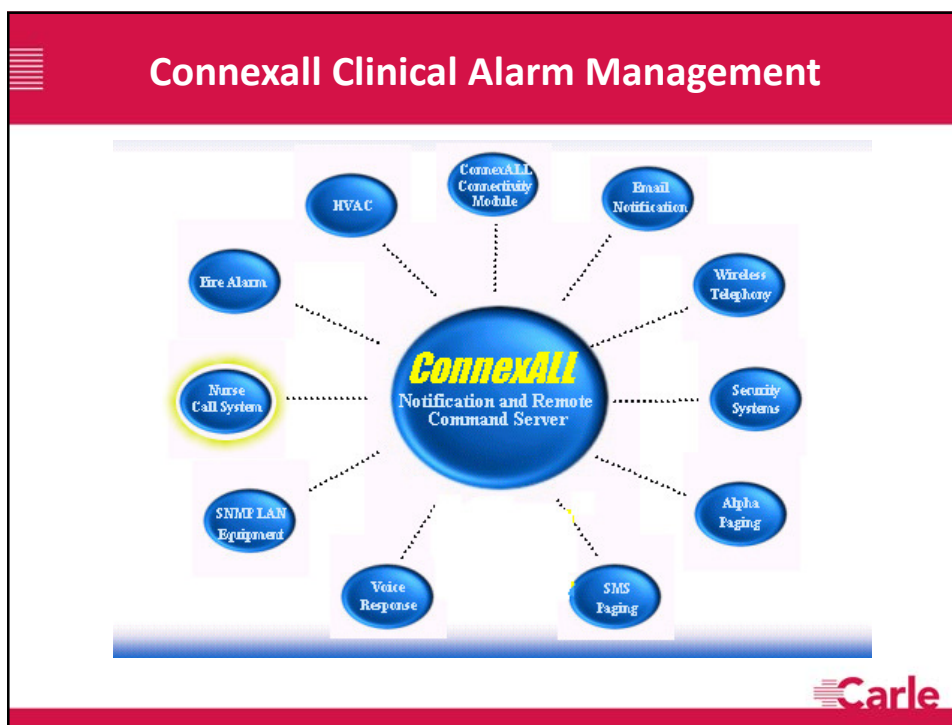 Connexall Clinical Alarm Management
ConnexALL
Connectivity
Module
HVAC
Email
Notification
Fire Alarm
Wireless
Telephony
ConnexALL
Notification and Remote
Command Server
Nurse
Call System
Security
Systems
SNMP LAN
Equipment
Alpha
Paging
Voice
Response
SMS
Paging
Carle